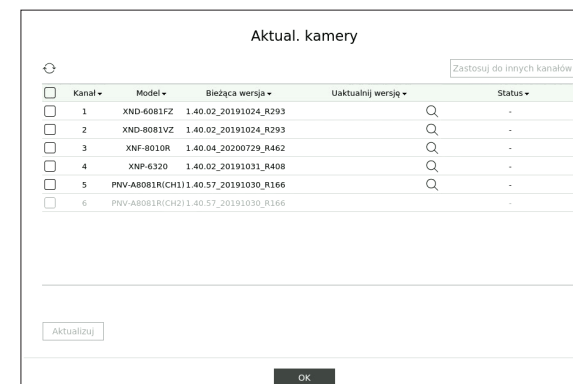 Aktual. kamery
Zastosuj do innych kanałów
Kanał Model Bieżąca wersja Uaktualnij wersję Status
1 XND-6081FZ 1.40.02_20191024_R293 -
2 XND-8081VZ 1.40.02_20191024_R293 -
3 XNF-8010R 1.40.04_20200729_R462 -
4 XNP-6320 1.40.02_20191031_R408 -
5 PNV-A8081R(CH1) 1.40.57_20191030_R166 -
6 PNV-A8081R(CH2) 1.40.57_20191030_R166 -
Aktualizuj
OK